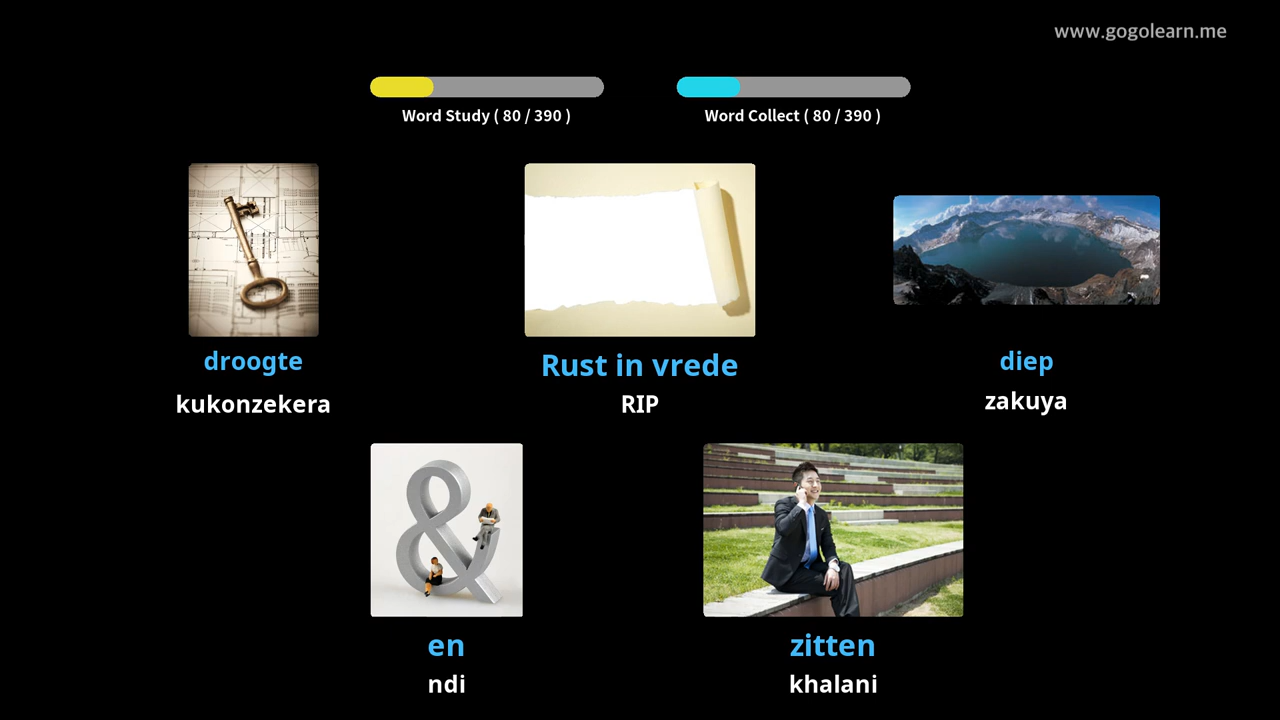 www.gogolearn.me
Word Study ( 80 / 390 )
Word Collect ( 80 / 390 )
droogte
kukonzekera
Rust in vrede
RIP
diep
zakuya
en
ndi
zitten
khalani